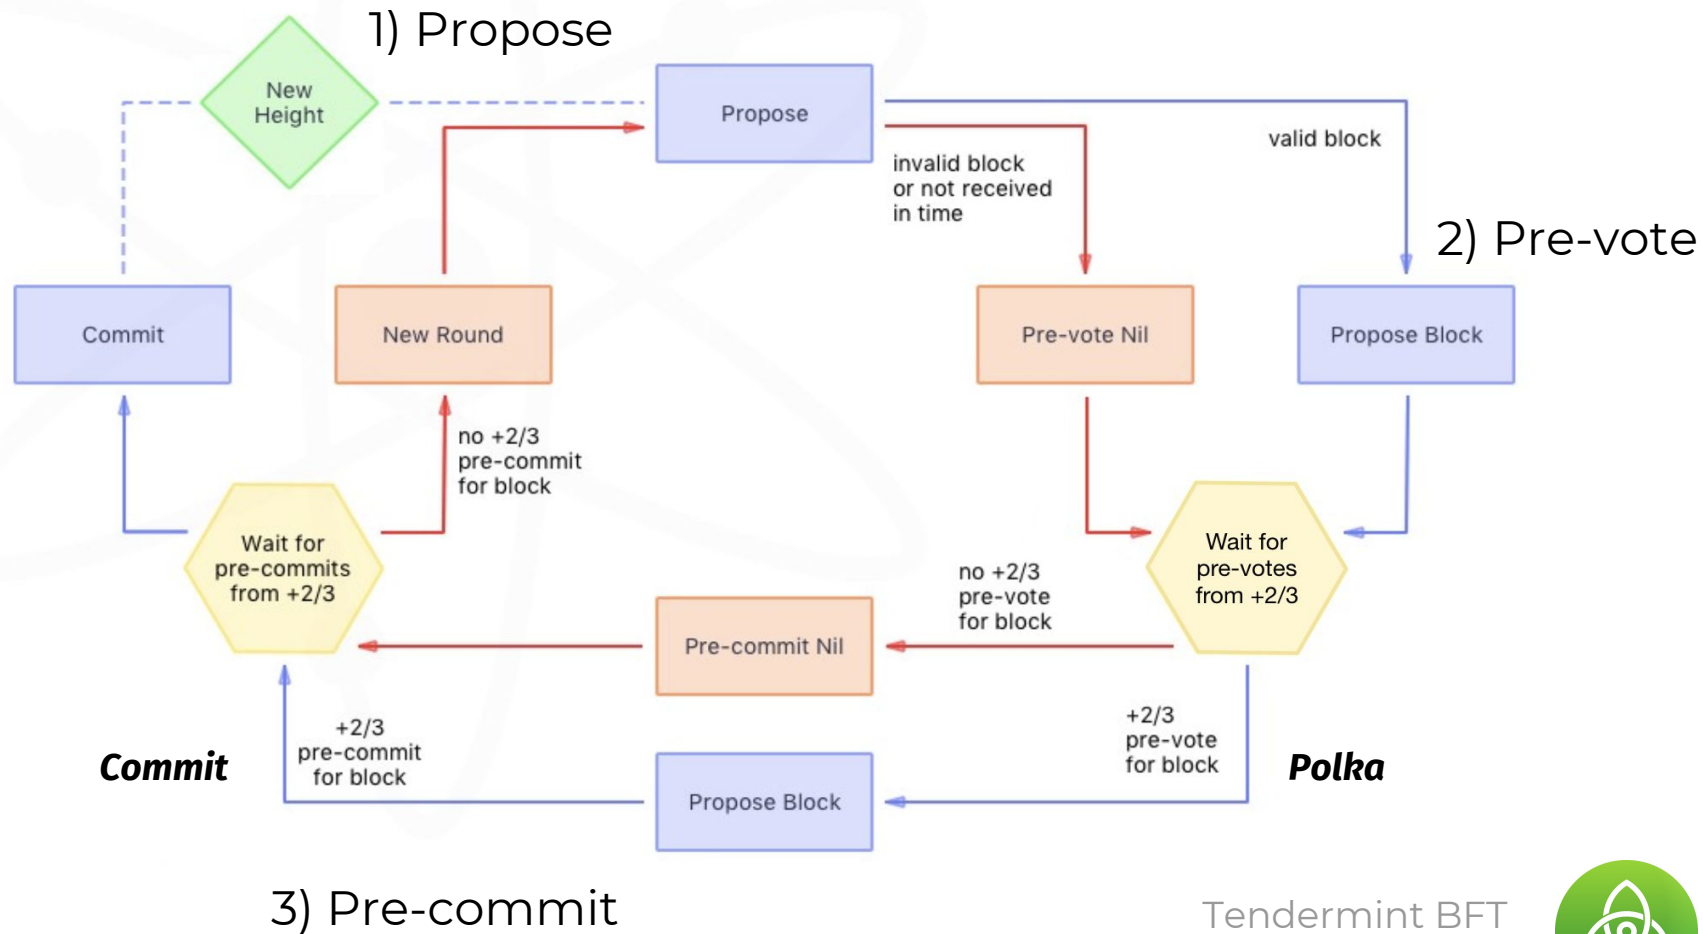 1) Propose
New
Height
Propose
valid block
invalid block
or not received
in time
2) Pre-vote
Commit
New Round
Pre-vote Nil
Propose Block
no +2/3
pre-commit
for block
Wait for
pre-commits
from +2/3
Wait for
pre-votes
from +2/3
no +2/3
pre-vote
for block
Pre-commit Nil
+2/3
pre-commit
for block
+2/3
pre-vote
for block
Commit
Polka
Propose Block
3) Pre-commit
Tendermint BFT